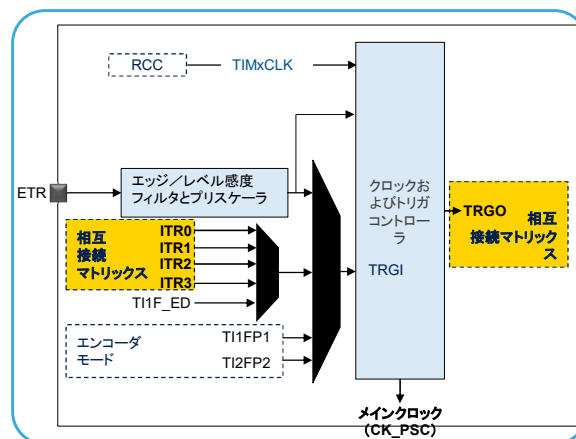 RCC
TIMxCLK
ETR
エッジ／レベル感度
フィルタとプリスケーラ
クロックおよびトリガコントローラ
TRGI
相互
接続
マトリックス
ITR0
ITR1
ITR2
ITR3
TI1F_ED
エンコーダ
モード
TI1FP1
TI2FP2
TRGO
相互
接続マトリック
ス
メインクロック
(CK_PSC)